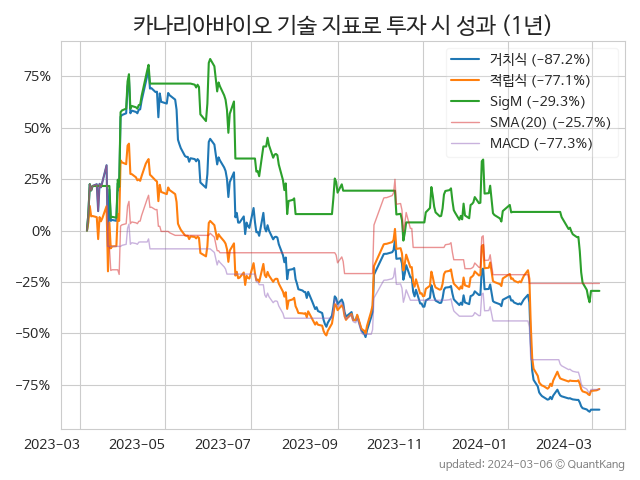 카나리아바이오 기술 지표로 투자 시 성과 (1년)
거치식 (−87.2%)
적립식 (−77.1%)
SigM (−29.3%)
SMA(20) (−25.7%)
MACD (−77.3%)
75%
50%
25%
0%
−25%
−50%
−75%
2023-03 2023-05 2023-07 2023-09 2023-11 2024-01 2024-03
updated: 2024-03-06 © QuantKang